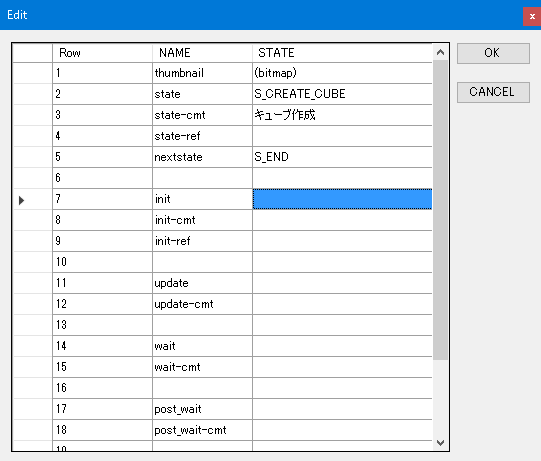 Edit
x
Row NAME STATE
1 thumbnail (bitmap)
2 state S_CREATE_CUBE
3 state-cmt キューブ作成
4 state-ref
5 nextstate S_END
6
7 init
8 init-cmt
9 init-ref
10
11 update
12 update-cmt
13
14 wait
15 wait-cmt
16
17 post_wait
18 post_wait-cmt
OK
CANCEL